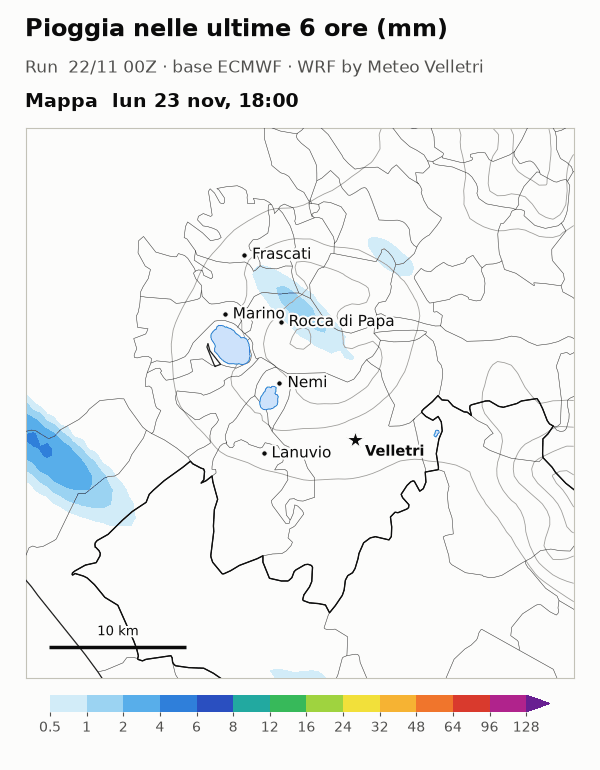 Pioggia nelle ultime 6 ore (mm)
Run  22/11 00Z · base ECMWF · WRF by Meteo Velletri
Mappa  lun 23 nov, 18:00
Frascati
Marino
Rocca di Papa
Nemi
Velletri
Lanuvio
10 km
0.5 1 2 4 6 8 12 16 24 32 48 64 96 128